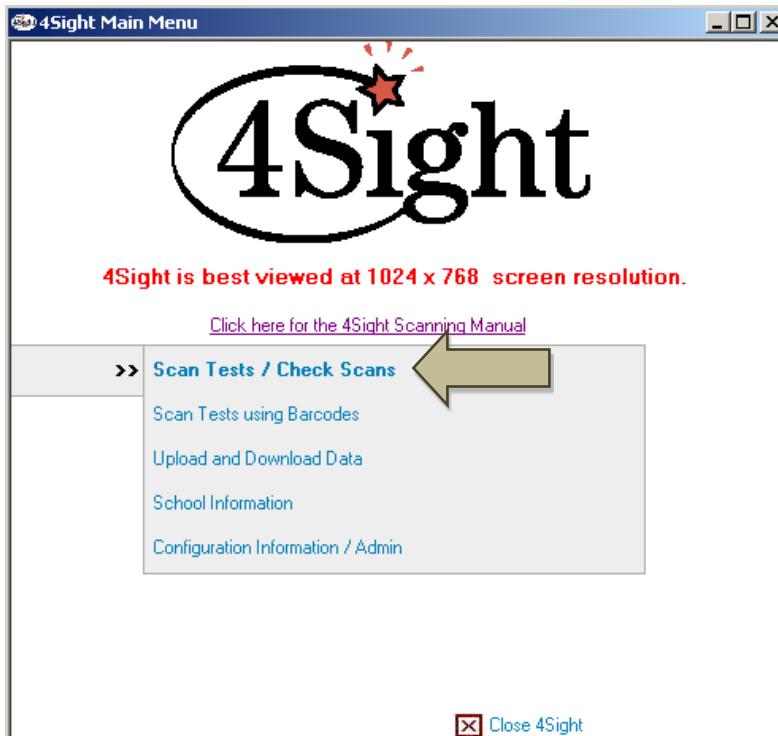 4Sight Main Menu
4Sight
4Sight is best viewed at 1024 x 768 screen resolution.
Click here for the 4Sight Scanning Manual
>> Scan Tests / Check Scans
Scan Tests using Barcodes
Upload and Download Data
School Information
Configuration Information / Admin
Close 4Sight